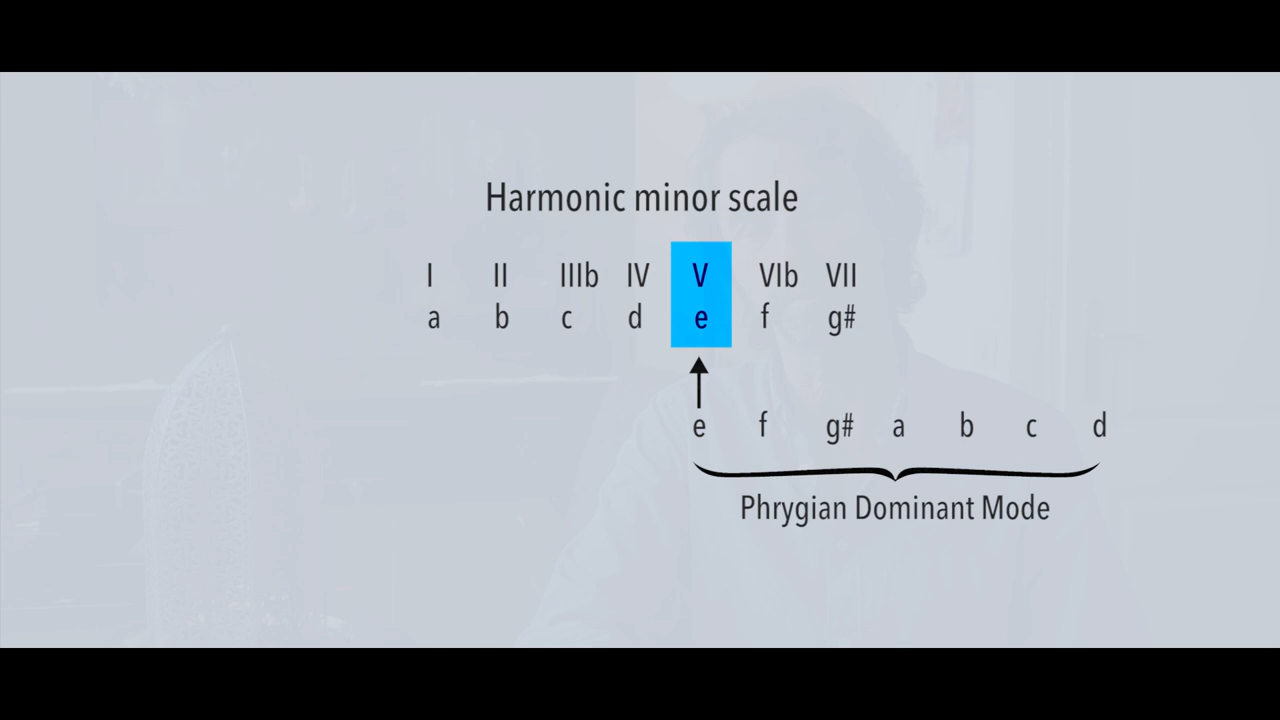 Harmonic minor scale
I II IIIb IV V VIb VII
a b c d e f g#
e f g# a b c d
Phrygian Dominant Mode